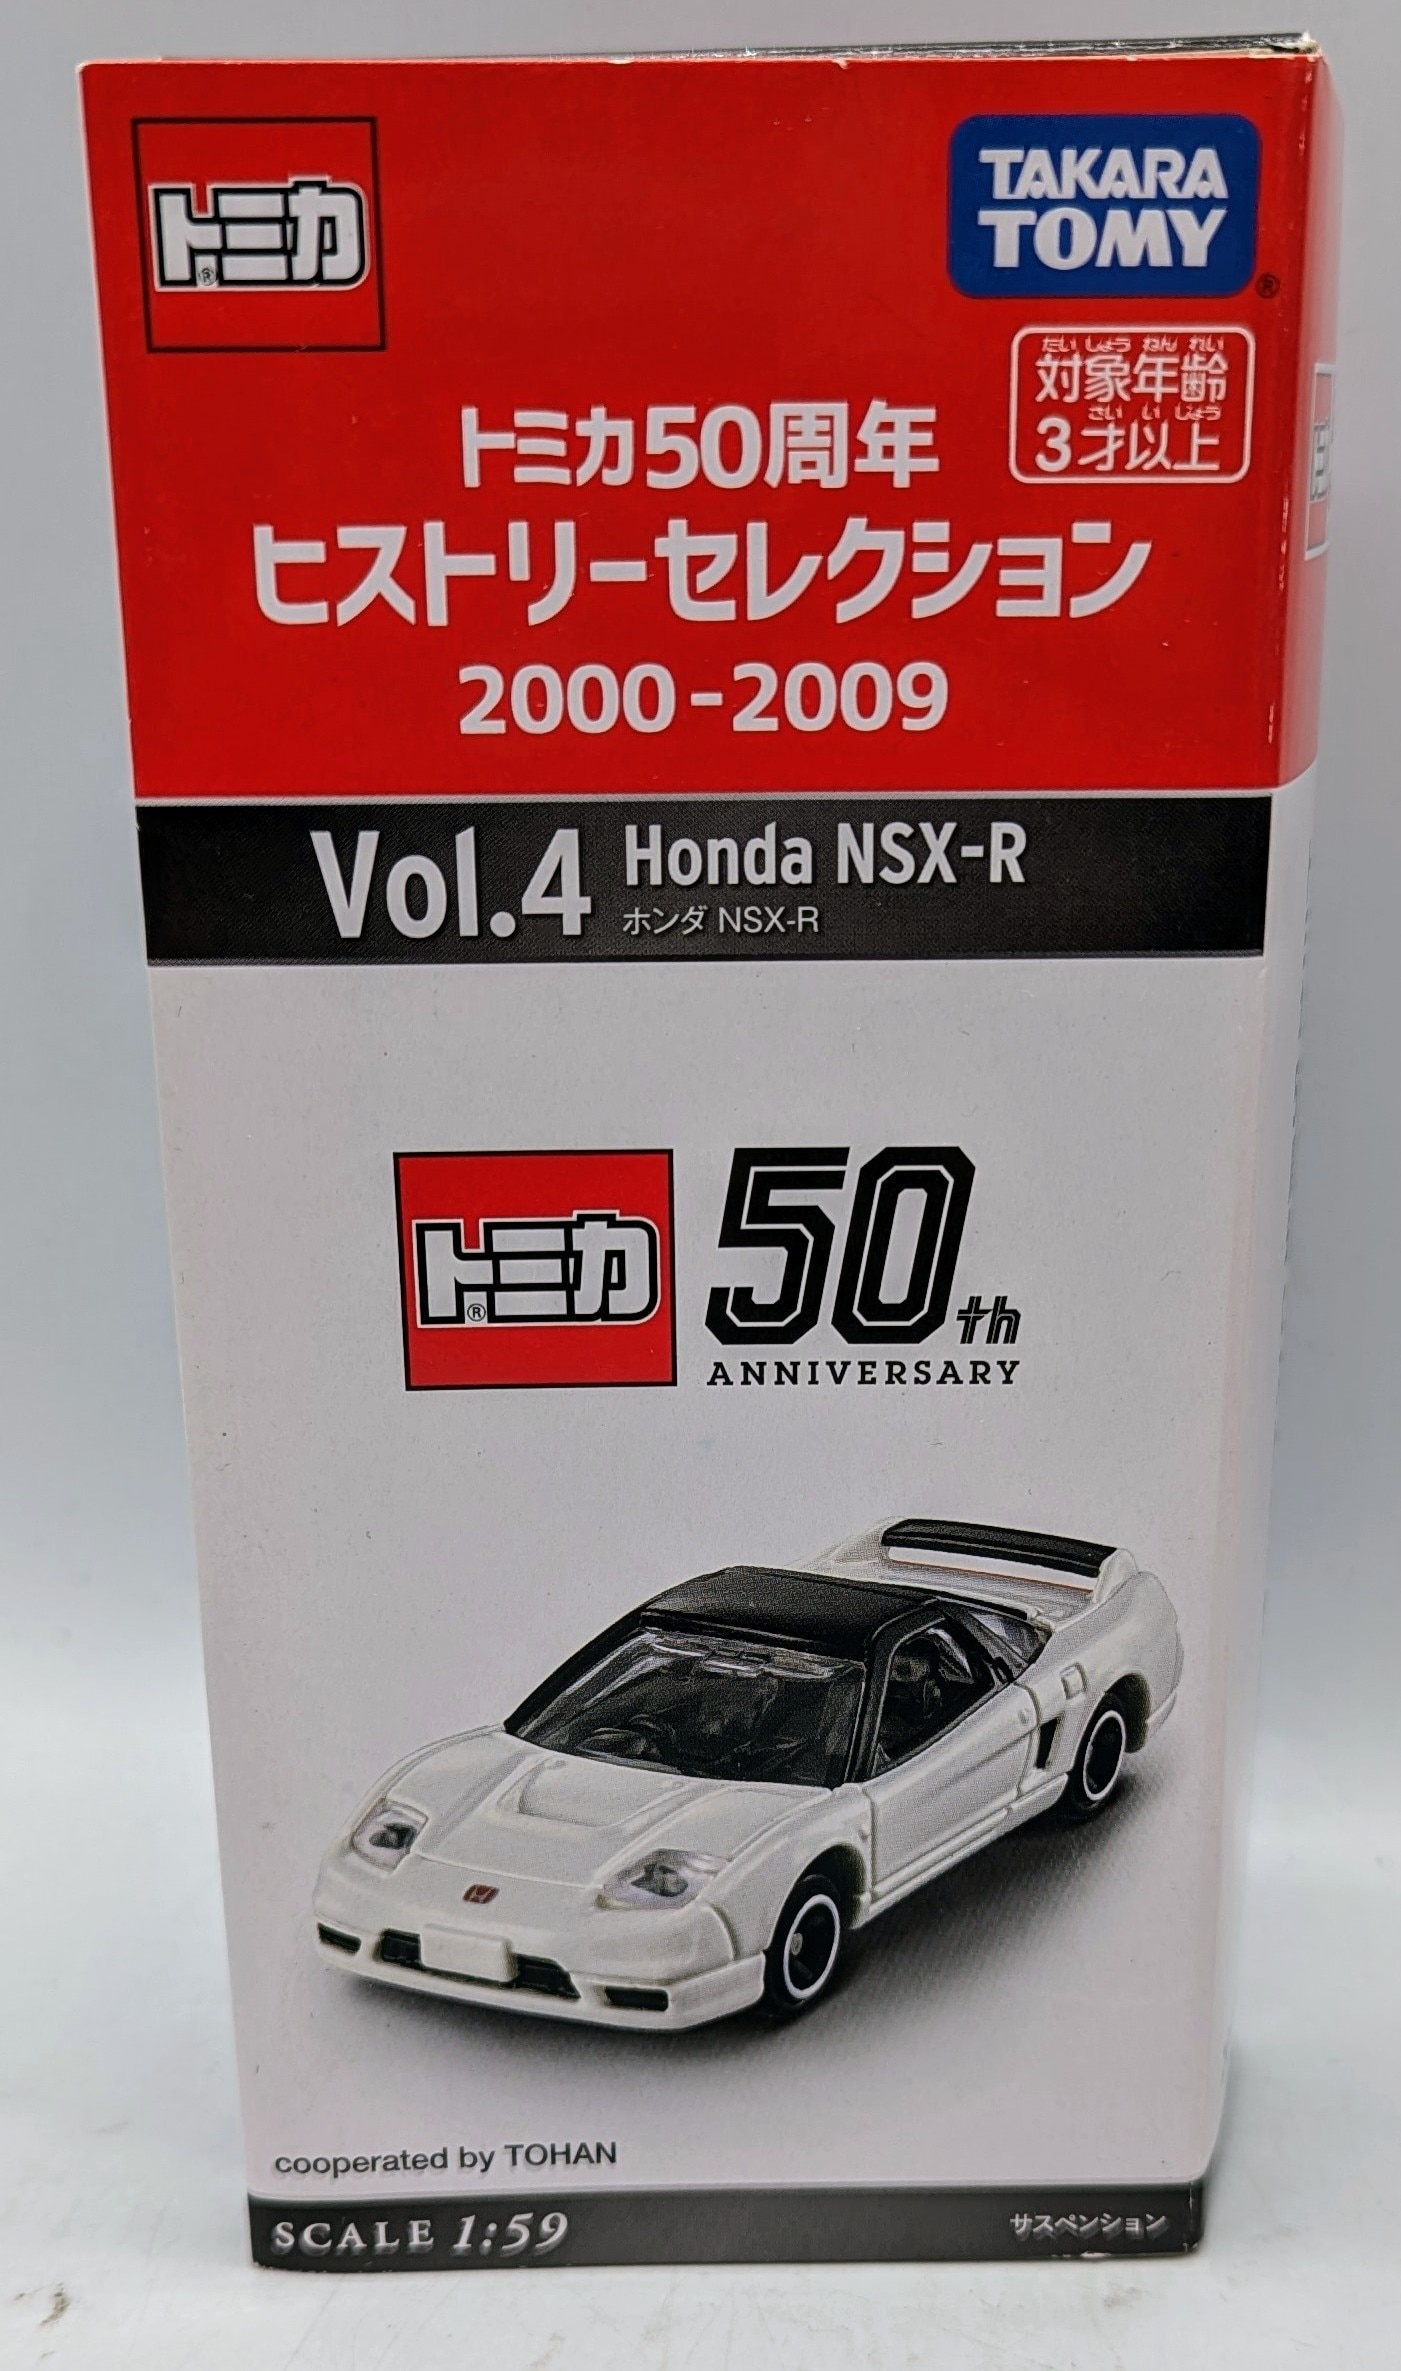 トミカ®
TAKARA
TOMY®
たいしょうねんれい
対象年齢
さいいじょう
3才以上
トミカ50周年
ヒストリーセレクション
2000-2009
Vol.4 Honda NSX-R
ホンダ NSX-R
トミカ®
50th
ANNIVERSARY
cooperated by TOHAN
SCALE 1:59
サスペンション